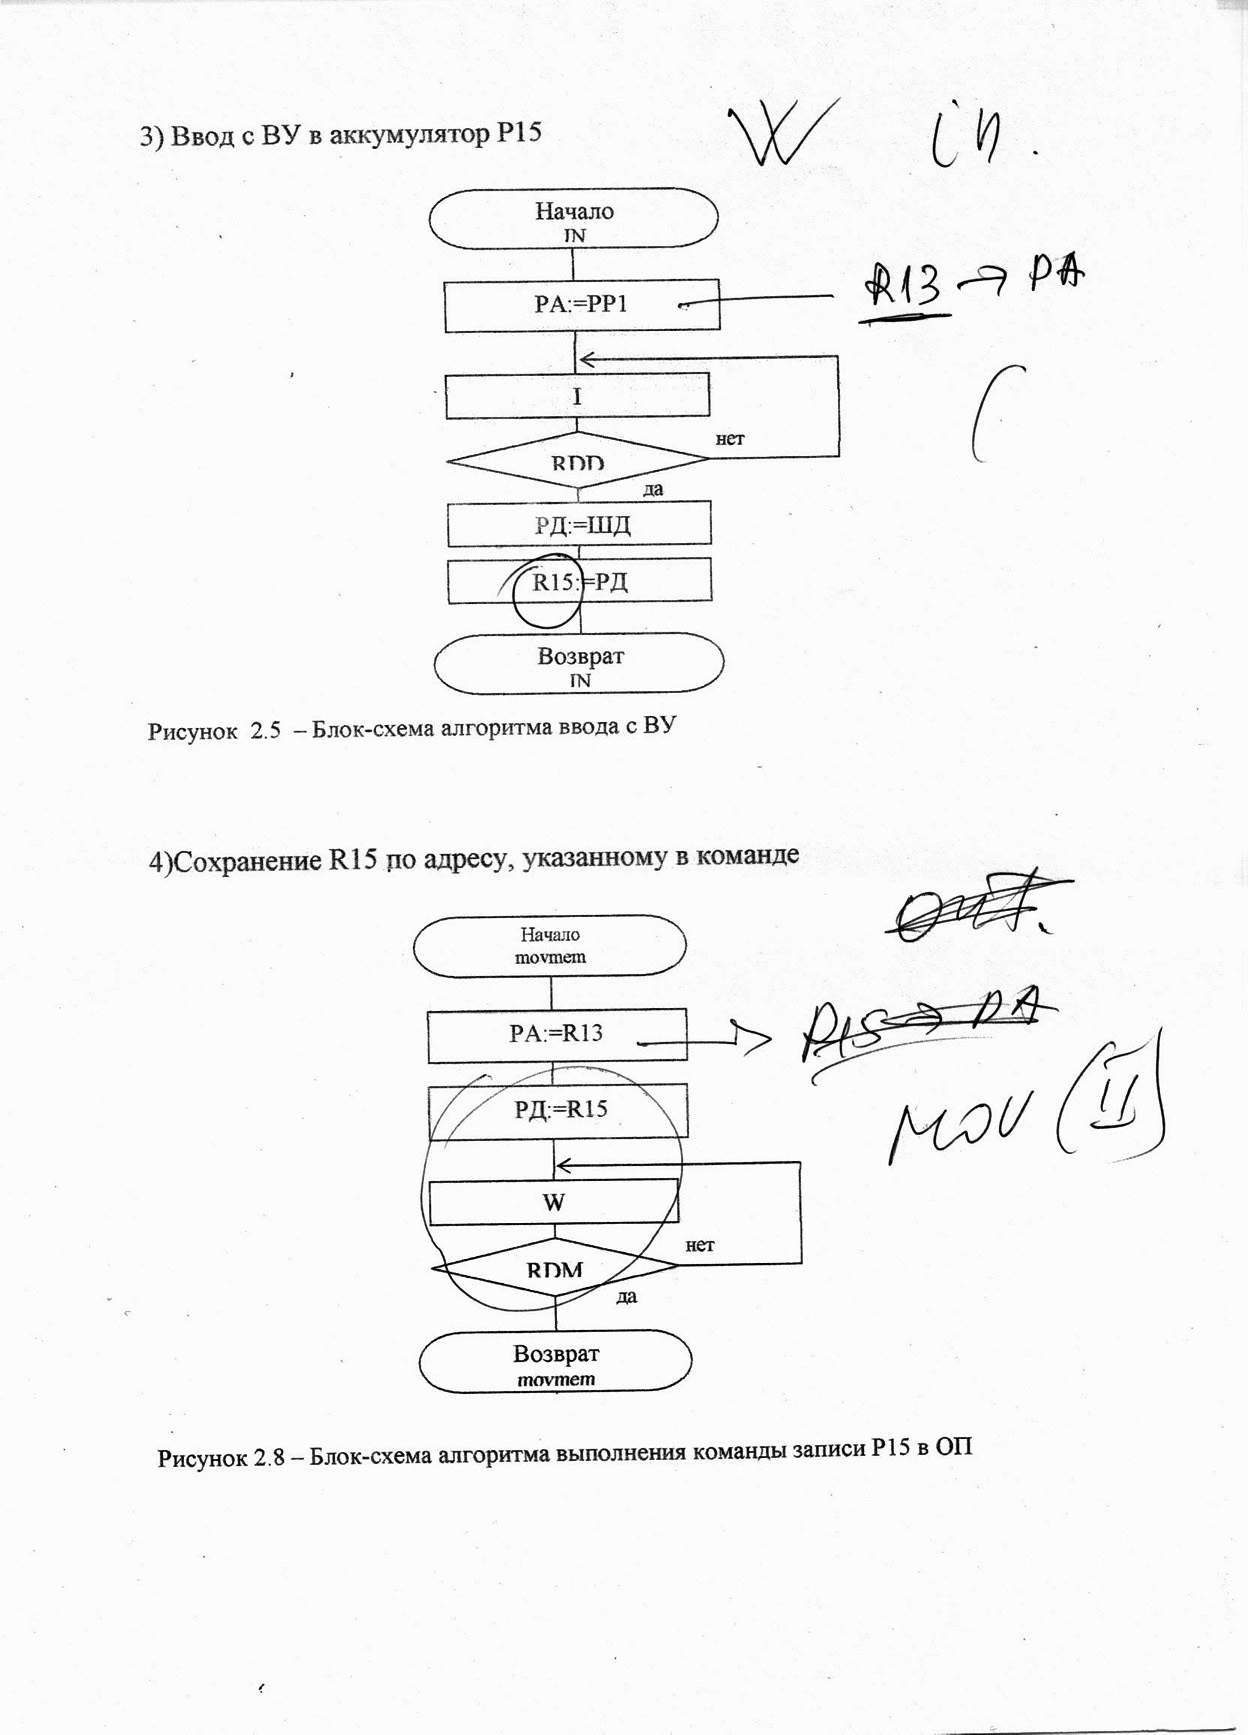 3) Ввод с ВУ в аккумулятор Р15
W in.
Начало
IN
РА:=РР1
R13 → РА
I
нет
RDD
да
РД:=ШД
R15:=РД
Возврат
IN
Рисунок 2.5 – Блок-схема алгоритма ввода с ВУ
4)Сохранение R15 по адресу, указанному в команде
out.
Начало
movmem
РА:=R13
Р15 → РА
РД:=R15
MOV (II)
W
нет
RDM
да
Возврат
movmem
Рисунок 2.8 – Блок-схема алгоритма выполнения команды записи Р15 в ОП